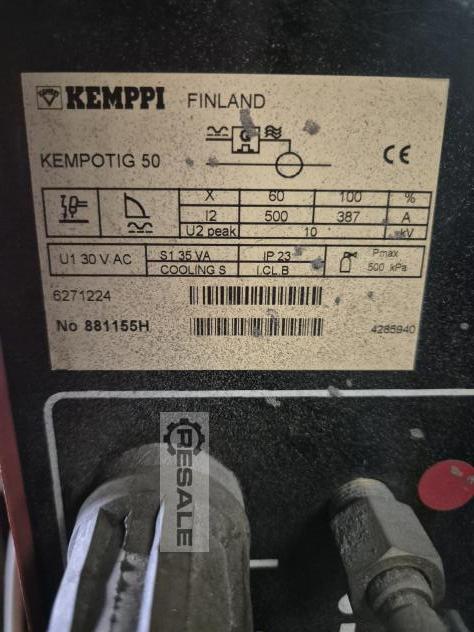 KEMPPI FINLAND
KEMPOTIG 50
G
CE
X 60 100 %
I2 500 387 A
U2 peak 10 kV
U1 30 V AC S1 35 VA IP 23 Pmax
COOLING S I.CL.B 500 kPa
6271224
No 881155H 4285940
RESALE